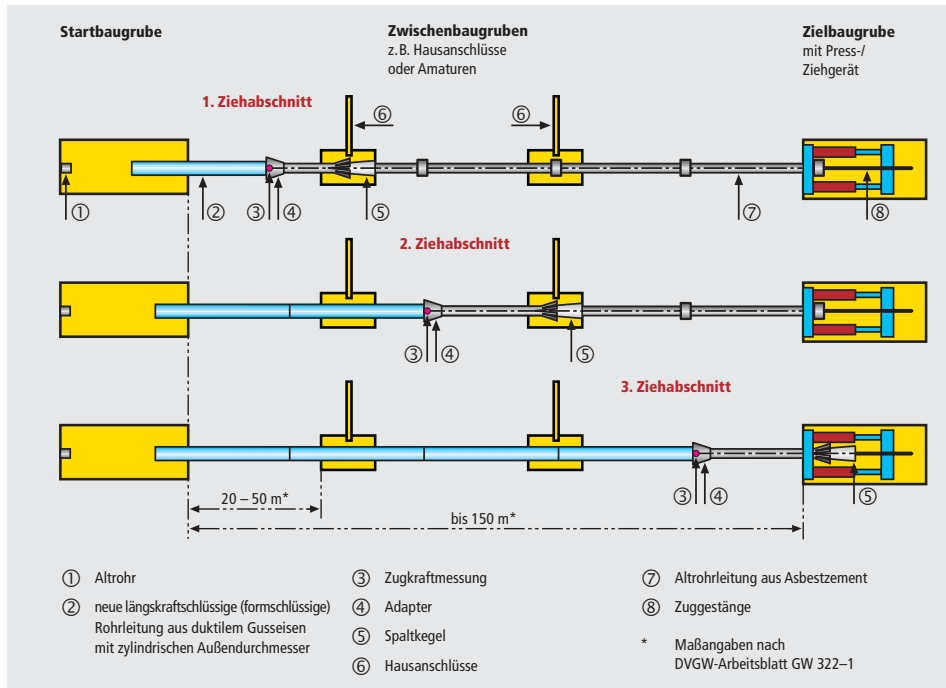 Startbaugrube
Zwischenbaugruben
z.B. Hausanschlüsse
oder Amaturen
Zielbaugrube
mit Press-/
Ziehgerät
1. Ziehabschnitt
⑥
⑥
①
②
③
④
⑤
⑦
⑧
2. Ziehabschnitt
③
④
⑤
3. Ziehabschnitt
③
④
⑤
20 – 50 m*
bis 150 m*
① Altrohr
② neue längskraftschlüssige (formschlüssige)
Rohrleitung aus duktilem Gusseisen
mit zylindrischen Außendurchmesser
③ Zugkraftmessung
④ Adapter
⑤ Spaltkegel
⑥ Hausanschlüsse
⑦ Altrohrleitung aus Asbestzement
⑧ Zuggestänge
* Maßangaben nach
DVGW-Arbeitsblatt GW 322–1